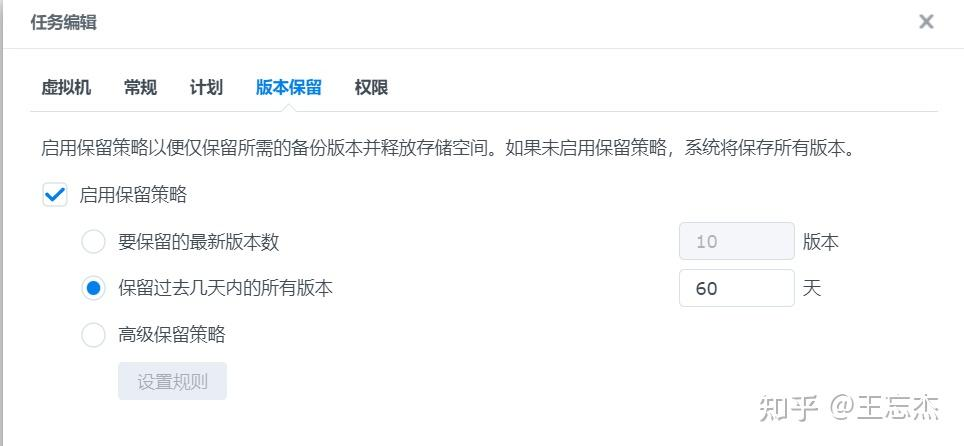 任务编辑
虚拟机 常规 计划 版本保留 权限
启用保留策略以便仅保留所需的备份版本并释放存储空间。如果未启用保留策略，系统将保存所有版本。
启用保留策略
要保留的最新版本数 10 版本
保留过去几天内的所有版本 60 天
高级保留策略
设置规则
知乎 @王忘杰